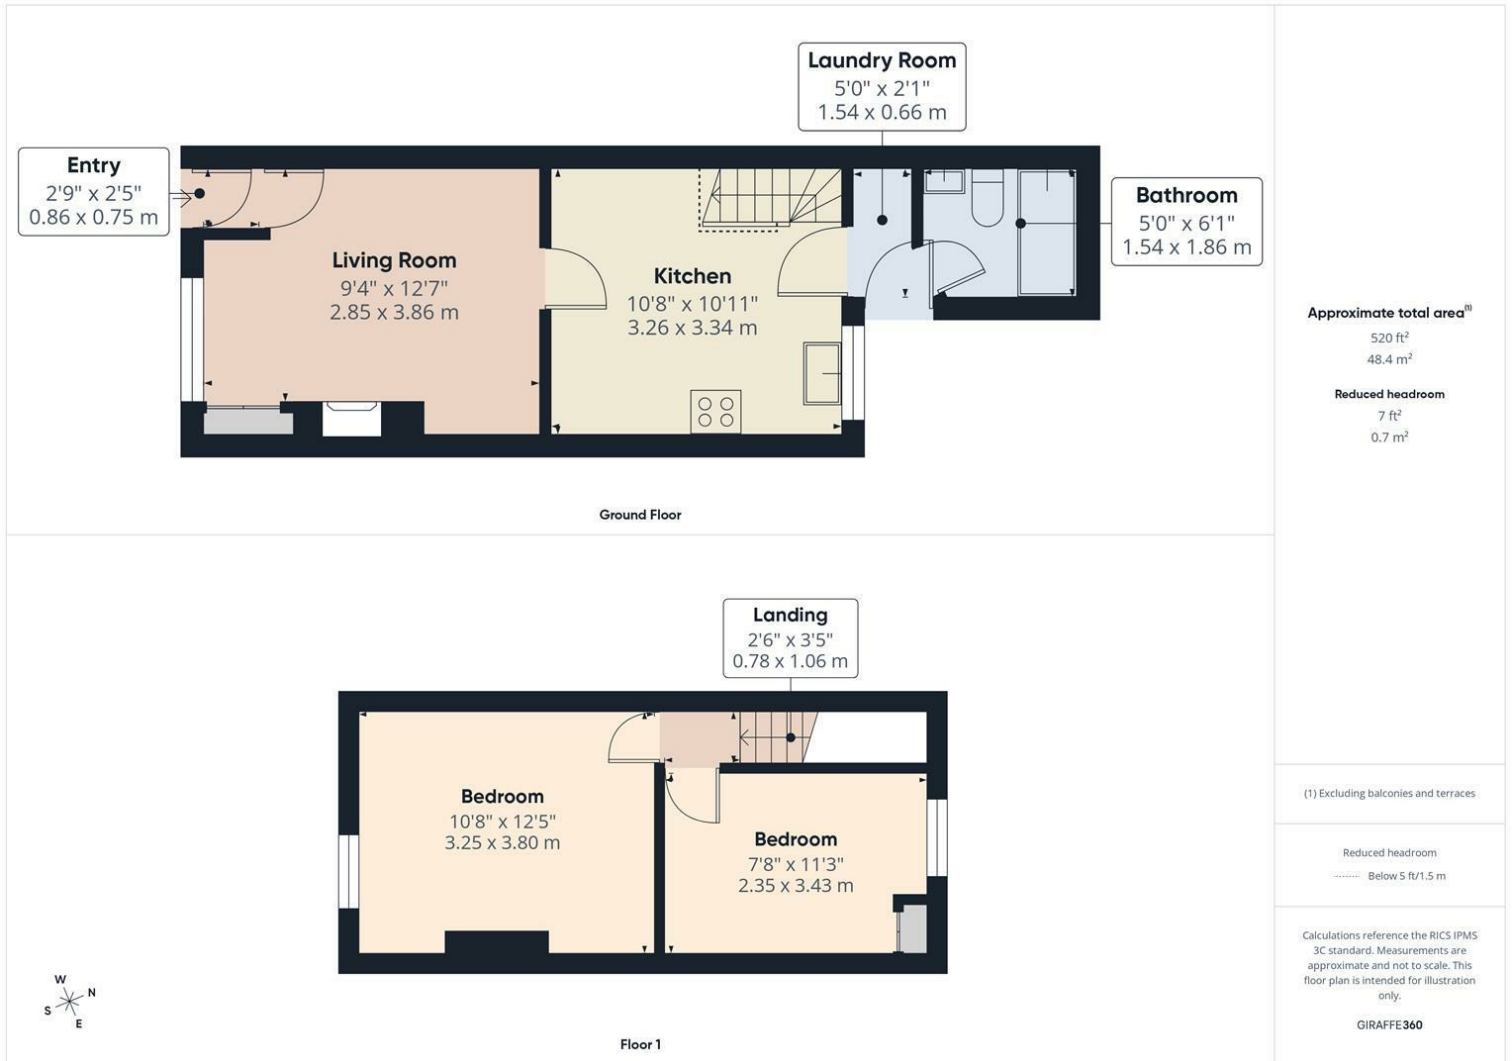 Laundry Room
5'0" x 2'1"
1.54 x 0.66 m
Entry
2'9" x 2'5"
0.86 x 0.75 m
Living Room
9'4" x 12'7"
2.85 x 3.86 m
Kitchen
10'8" x 10'11"
3.26 x 3.34 m
Bathroom
5'0" x 6'1"
1.54 x 1.86 m
Ground Floor
Landing
2'6" x 3'5"
0.78 x 1.06 m
Bedroom
10'8" x 12'5"
3.25 x 3.80 m
Bedroom
7'8" x 11'3"
2.35 x 3.43 m
W
N
S
E
Floor 1
Approximate total area(1)
520 ft²
48.4 m²
Reduced headroom
7 ft²
0.7 m²
(1) Excluding balconies and terraces
Reduced headroom
Below 5 ft/1.5 m
Calculations reference the RICS IPMS
3C standard. Measurements are
approximate and not to scale. This
floor plan is intended for illustration
only.
GIRAFFE360